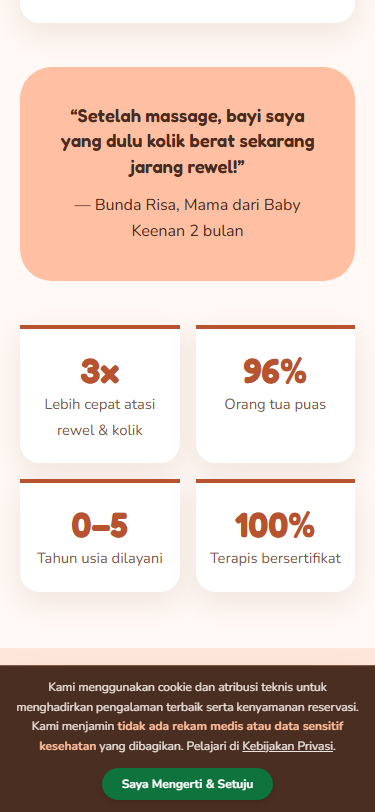 “Setelah massage, bayi saya
yang dulu kolik berat sekarang
jarang rewel!”
— Bunda Risa, Mama dari Baby
Keenan 2 bulan
3x
Lebih cepat atasi
rewel & kolik
96%
Orang tua puas
0–5
Tahun usia dilayani
100%
Terapis bersertifikat
Kami menggunakan cookie dan atribusi teknis untuk
menghadirkan pengalaman terbaik serta kenyamanan reservasi.
Kami menjamin tidak ada rekam medis atau data sensitif
kesehatan yang dibagikan. Pelajari di Kebijakan Privasi.
Saya Mengerti & Setuju